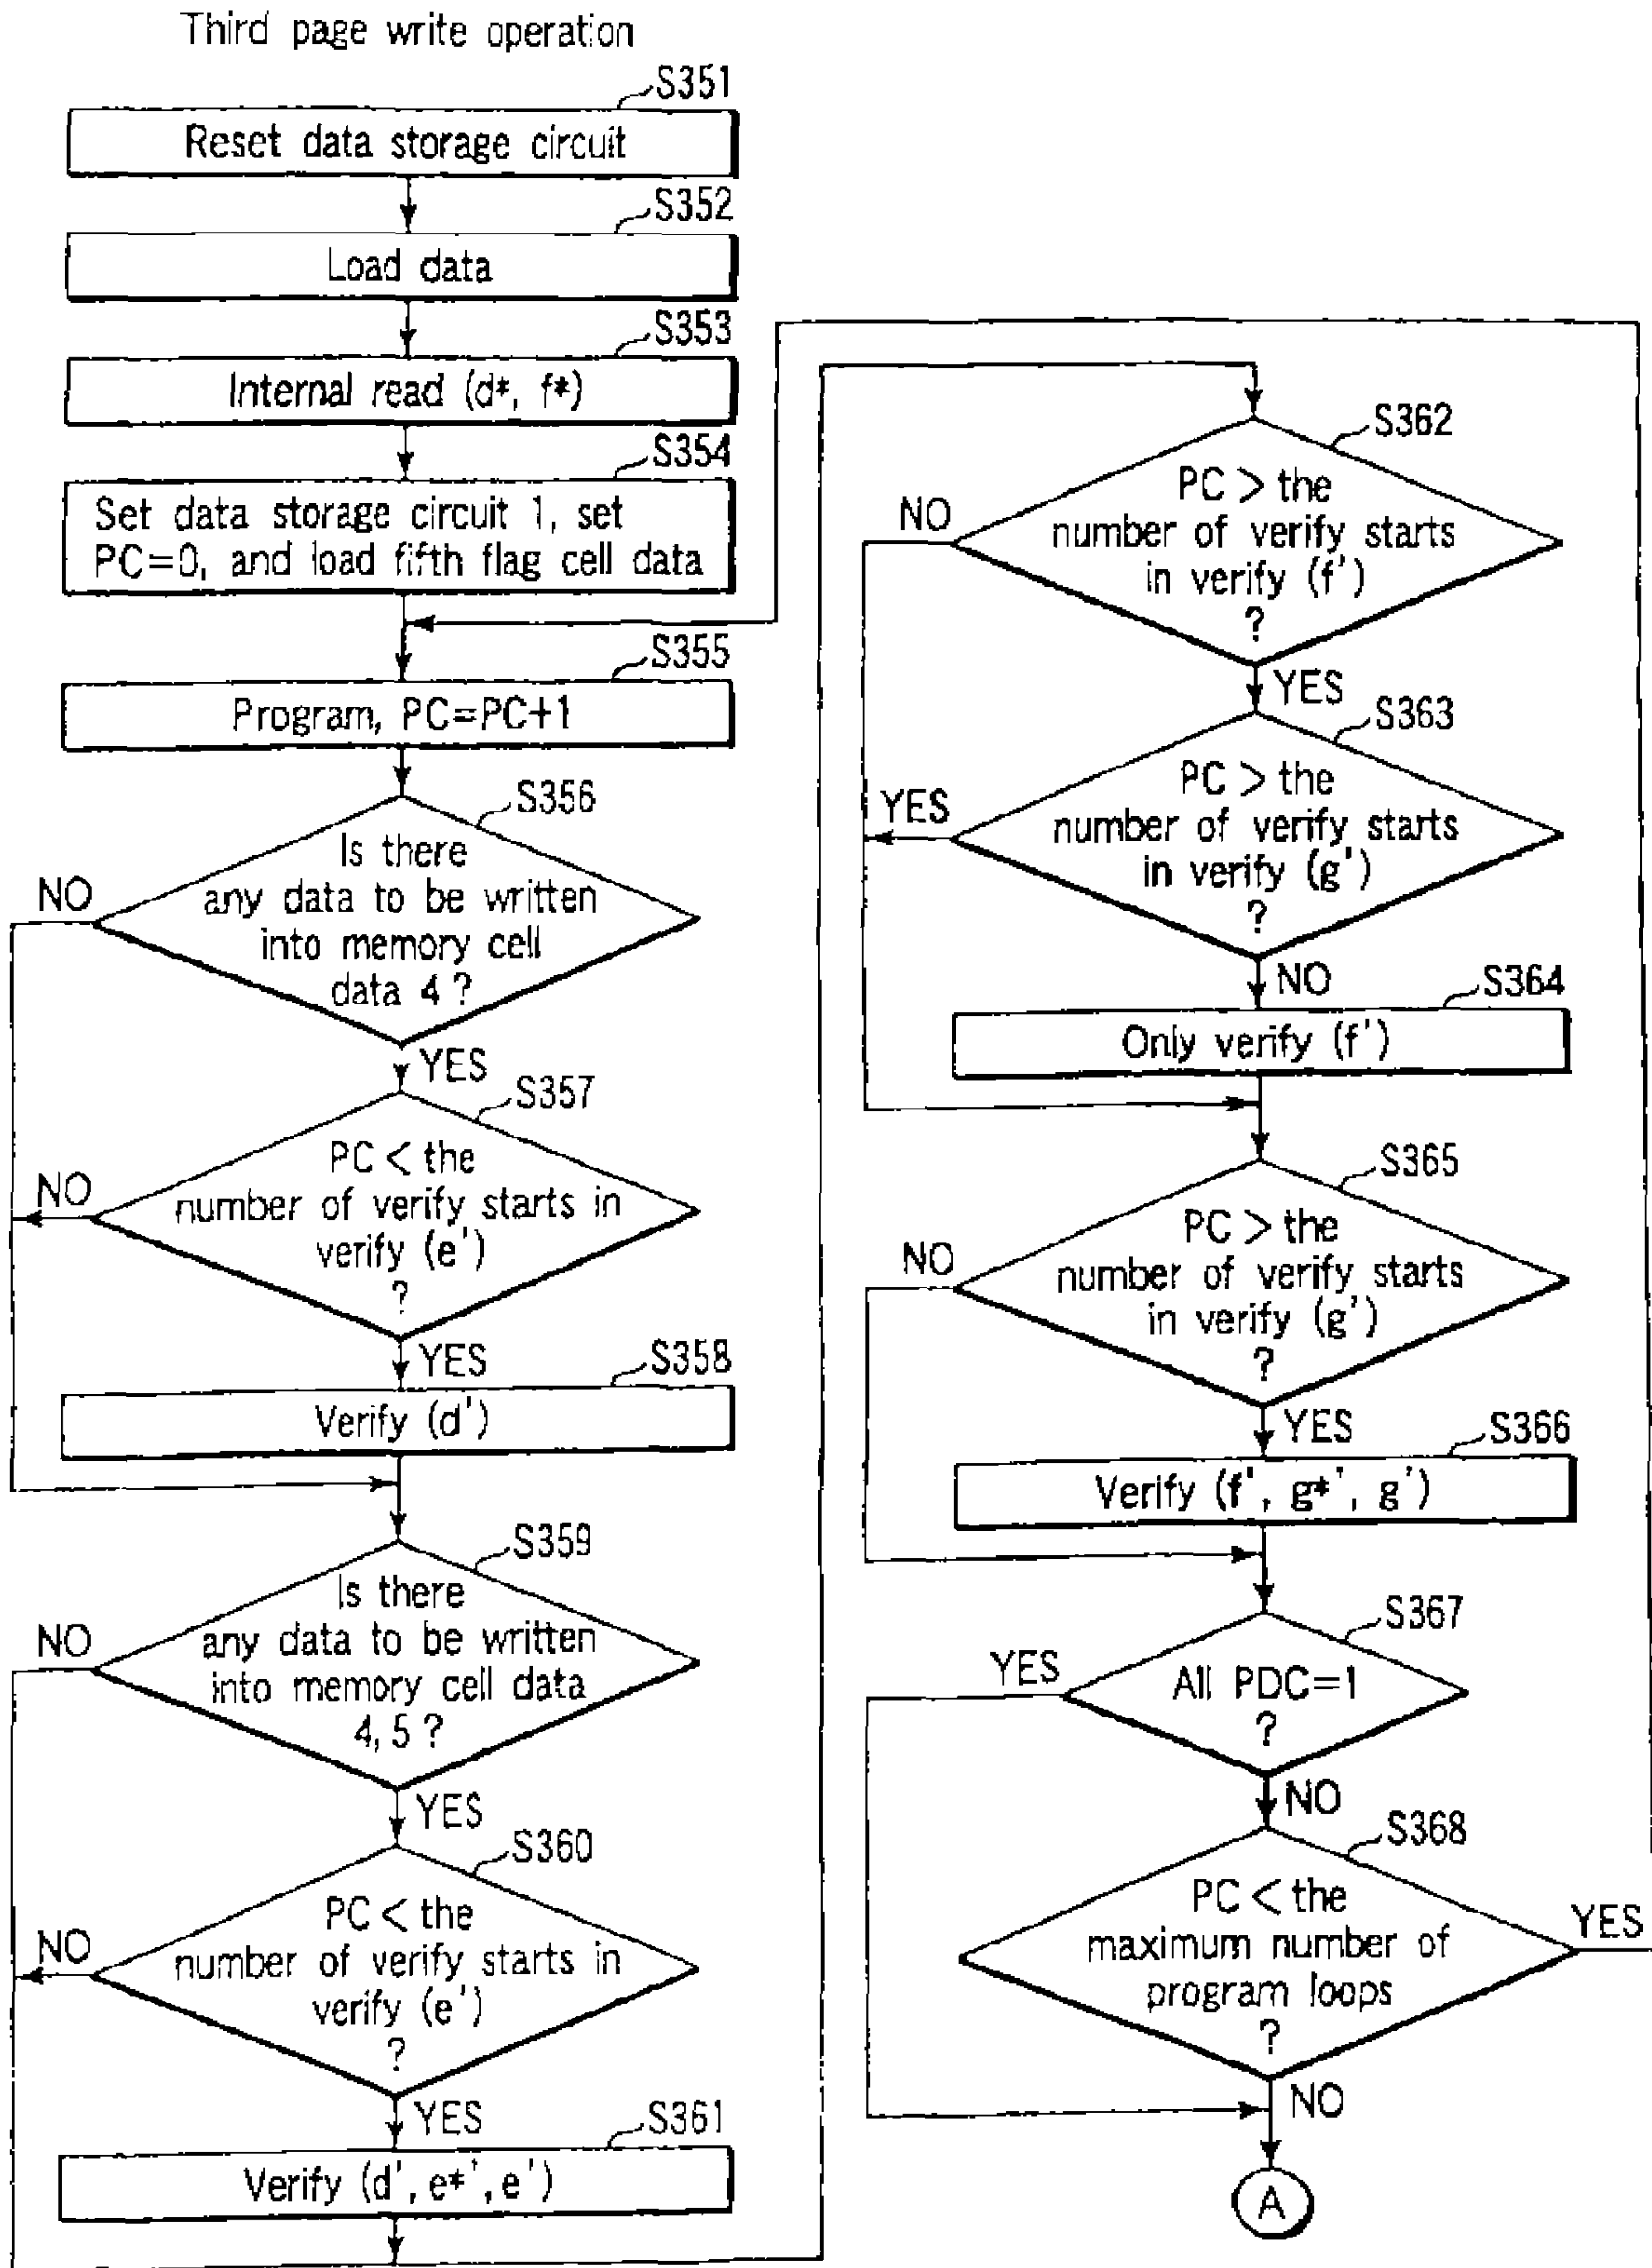 Third page write operation
S351
Reset data storage circuit
S352
Load data
S353
Internal read (d*, f*)
S354
Set data storage circuit 1, set
PC=0, and load fifth flag cell data
S355
Program, PC=PC+1
S356
Is there
any data to be written
into memory cell
data 4 ?
NO
YES
S357
PC < the
number of verify starts in
verify (e')
?
NO
YES
S358
Verify (d')
S359
Is there
any data to be written
into memory cell data
4, 5 ?
NO
YES
S360
PC < the
number of verify starts in
verify (e')
?
NO
YES
S361
Verify (d', e*', e')
S362
PC > the
number of verify starts
in verify (f')
?
NO
YES
S363
PC > the
number of verify starts
in verify (g')
?
YES
NO
S364
Only verify (f')
S365
PC > the
number of verify starts
in verify (g')
?
NO
YES
S366
Verify (f', g*', g')
S367
All PDC=1
?
YES
NO
S368
PC < the
maximum number of
program loops
?
YES
NO
A